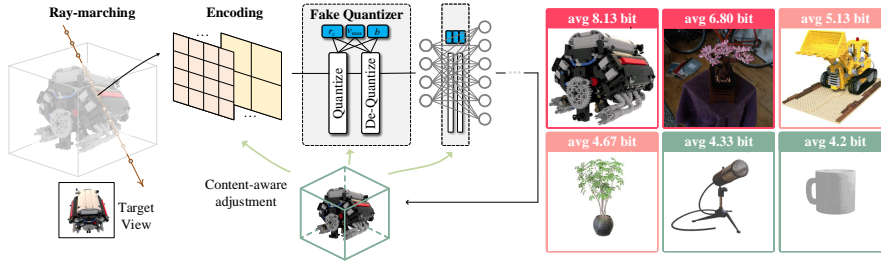 Ray-marching
Encoding
Fake Quantizer
avg 8.13 bit
avg 6.80 bit
avg 5.13 bit
...
v_max
b
...
Quantize
De-Quantize
...
Target
View
Content-aware
adjustment
avg 4.67 bit
avg 4.33 bit
avg 4.2 bit